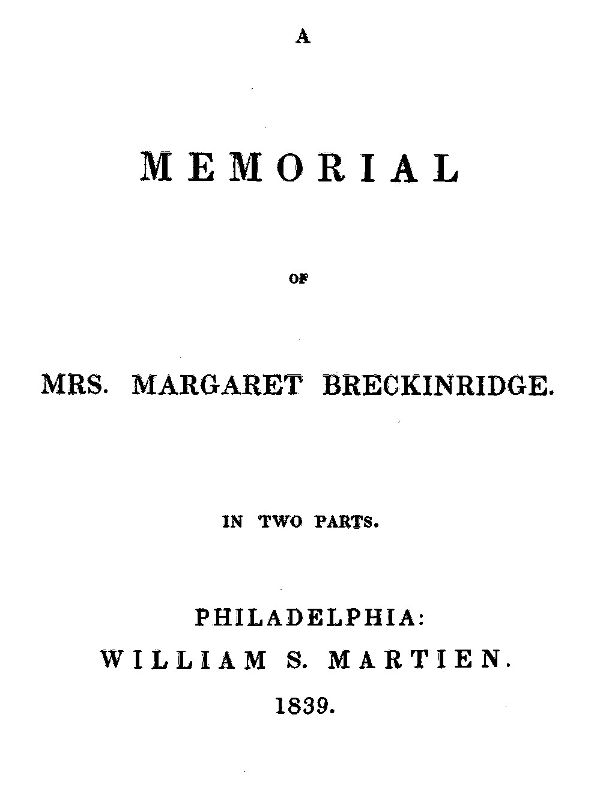 A
MEMORIAL
OF
MRS. MARGARET BRECKINRIDGE.
IN TWO PARTS.
PHILADELPHIA:
WILLIAM S. MARTIEN.
1839.